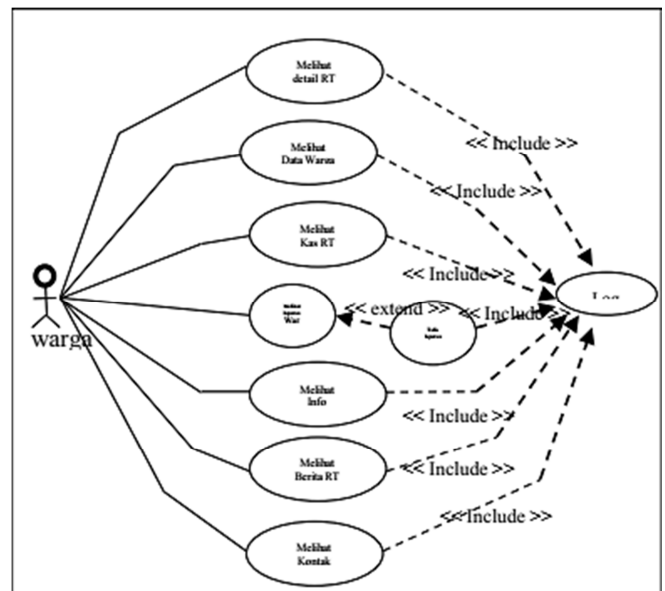 Melihat
detail RT
<< Include >>
Melihat
Data Warga
<< Include >>
Melihat
Kas RT
<< Include >>
War
<< extend >>
<< Include >>
warga
Melihat
Info
<< Include >>
Melihat
Berita RT
<< Include >>
Melihat
Kontak
<< Include >>